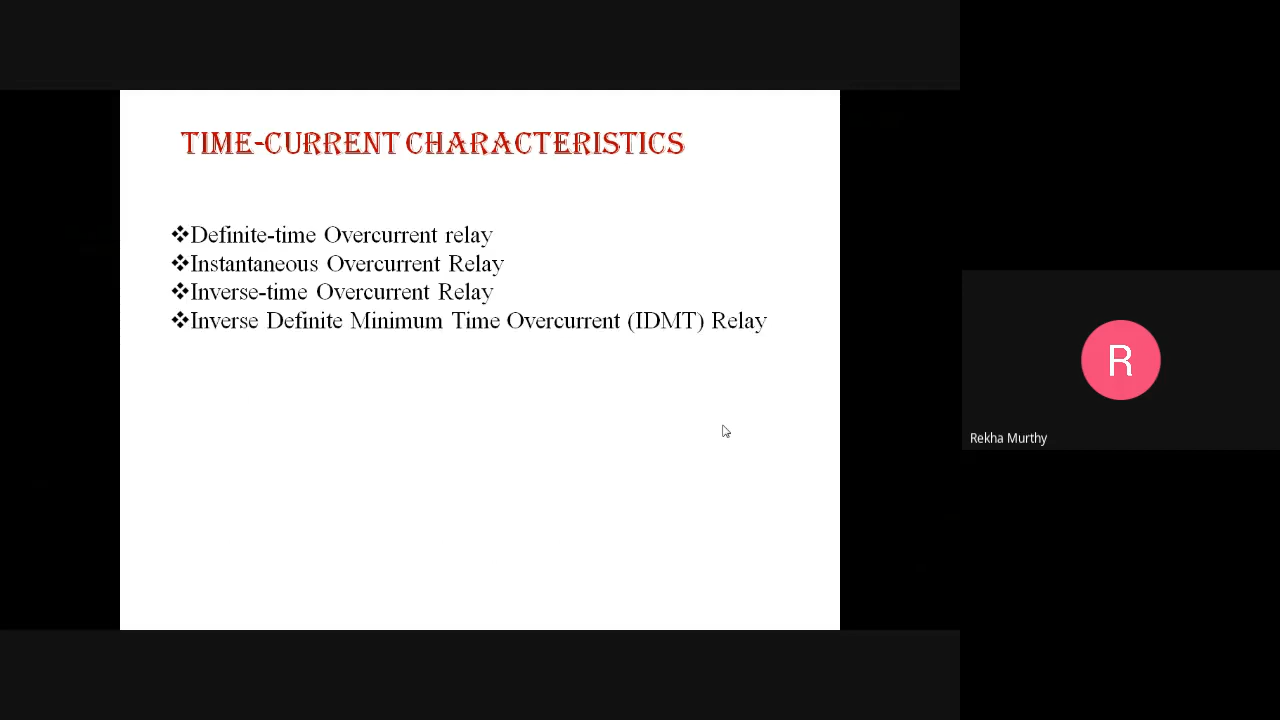 TIME-CURRENT CHARACTERISTICS
❖Definite-time Overcurrent relay
❖Instantaneous Overcurrent Relay
❖Inverse-time Overcurrent Relay
❖Inverse Definite Minimum Time Overcurrent (IDMT) Relay
R
Rekha Murthy